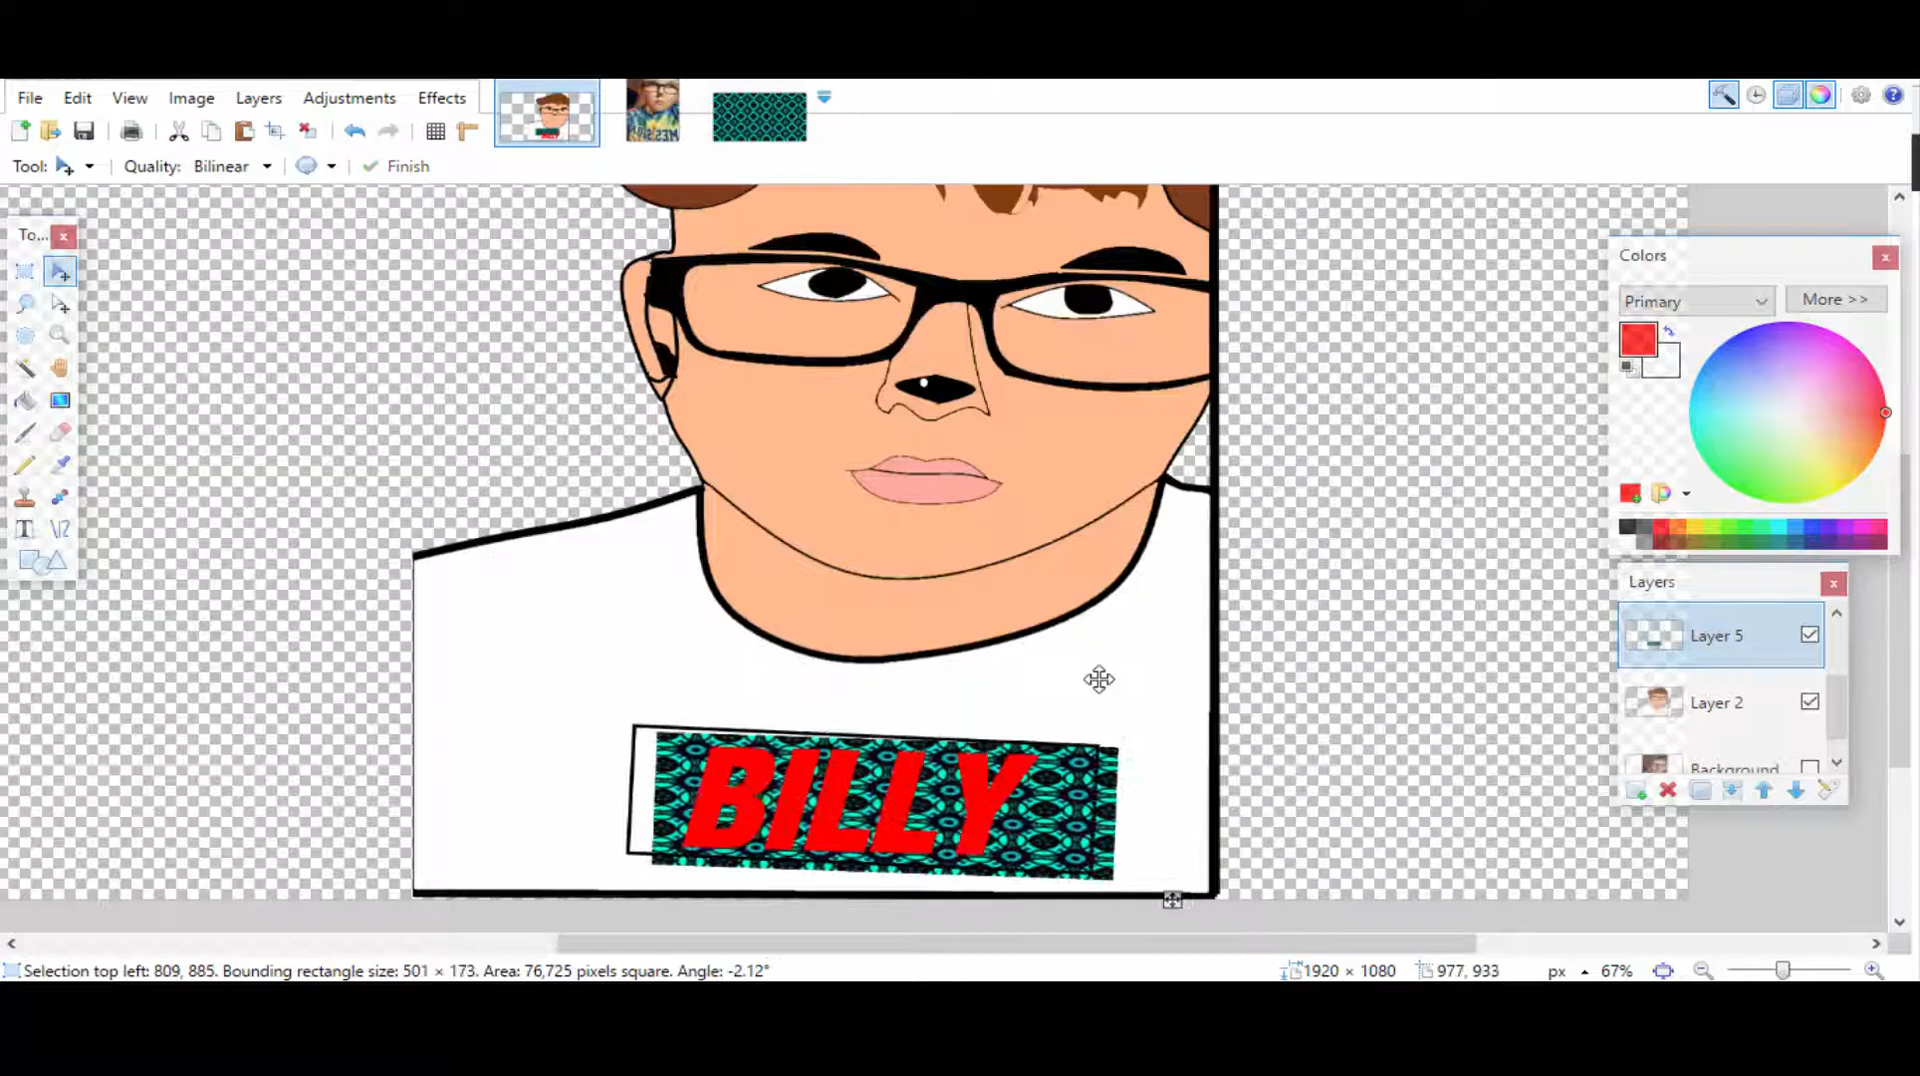 File Edit View Image Layers Adjustments Effects
Tool: Quality: Bilinear Finish
To...
Colors
Primary More >>
Layers
Layer 5
Layer 2
Background
BILLY
Selection top left: 809, 885. Bounding rectangle size: 501 × 173. Area: 76,725 pixels square. Angle: -2.12° 1920 × 1080 977, 933 px 67%